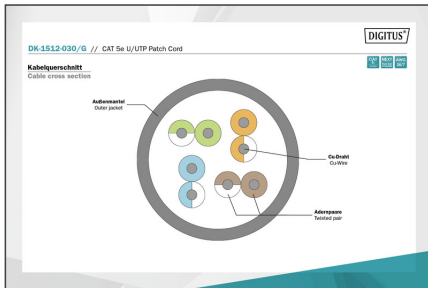 DIGITUS®
DK-1512-030/G // CAT 5e U/UTP Patch Cord
Kabelquerschnitt
Cable cross section
Außenmantel
Outer jacket
Cu-Draht
Cu-Wire
Adernpaare
Twisted pair